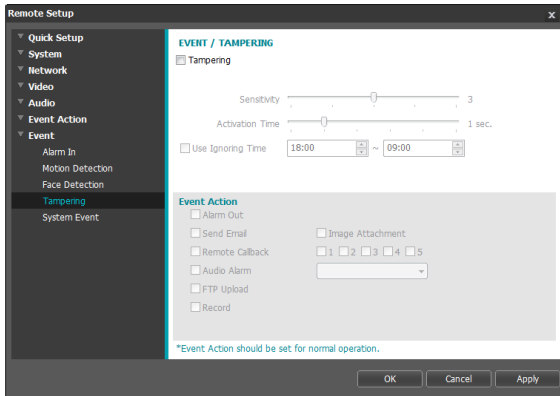 Remote Setup
x
Quick Setup
System
Network
Video
Audio
Event Action
Event
Alarm In
Motion Detection
Face Detection
Tampering
System Event
EVENT / TAMPERING
Tampering
Sensitivity 3
Activation Time 1 sec.
Use Ignoring Time 18:00 ~ 09:00
Event Action
Alarm Out
Send Email Image Attachment
Remote Callback 1 2 3 4 5
Audio Alarm
FTP Upload
Record
*Event Action should be set for normal operation.
OK Cancel Apply